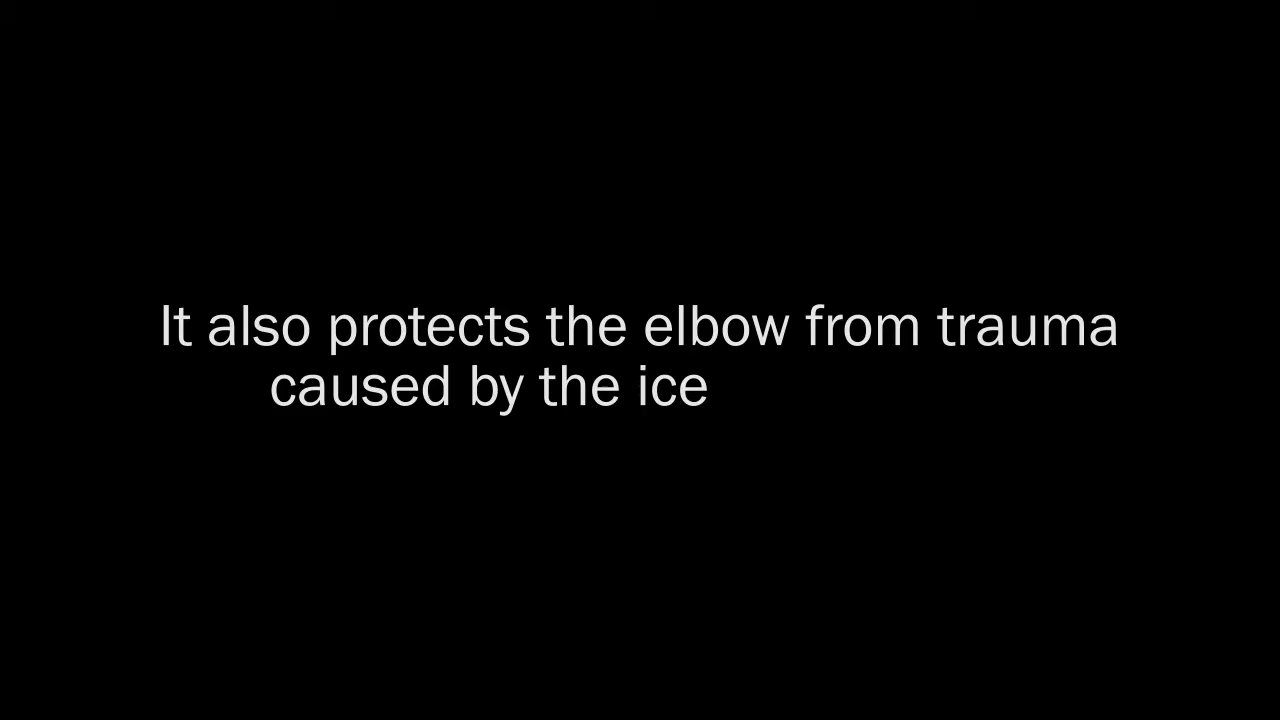 It also protects the elbow from trauma
caused by the ice